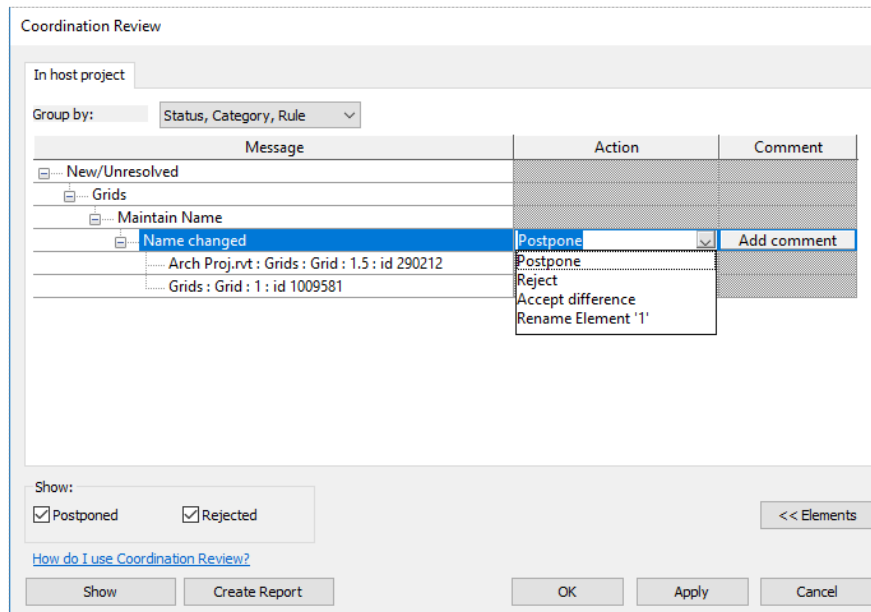 Coordination Review
In host project
Group by: Status, Category, Rule
Message Action Comment
New/Unresolved
Grids
Maintain Name
Name changed Postpone Add comment
Arch Proj.rvt : Grids : Grid : 1.5 : id 290212 Postpone
Grids : Grid : 1 : id 1009581 Reject
Accept difference
Rename Element '1'
Show:
Postponed Rejected << Elements
How do I use Coordination Review?
Show Create Report OK Apply Cancel